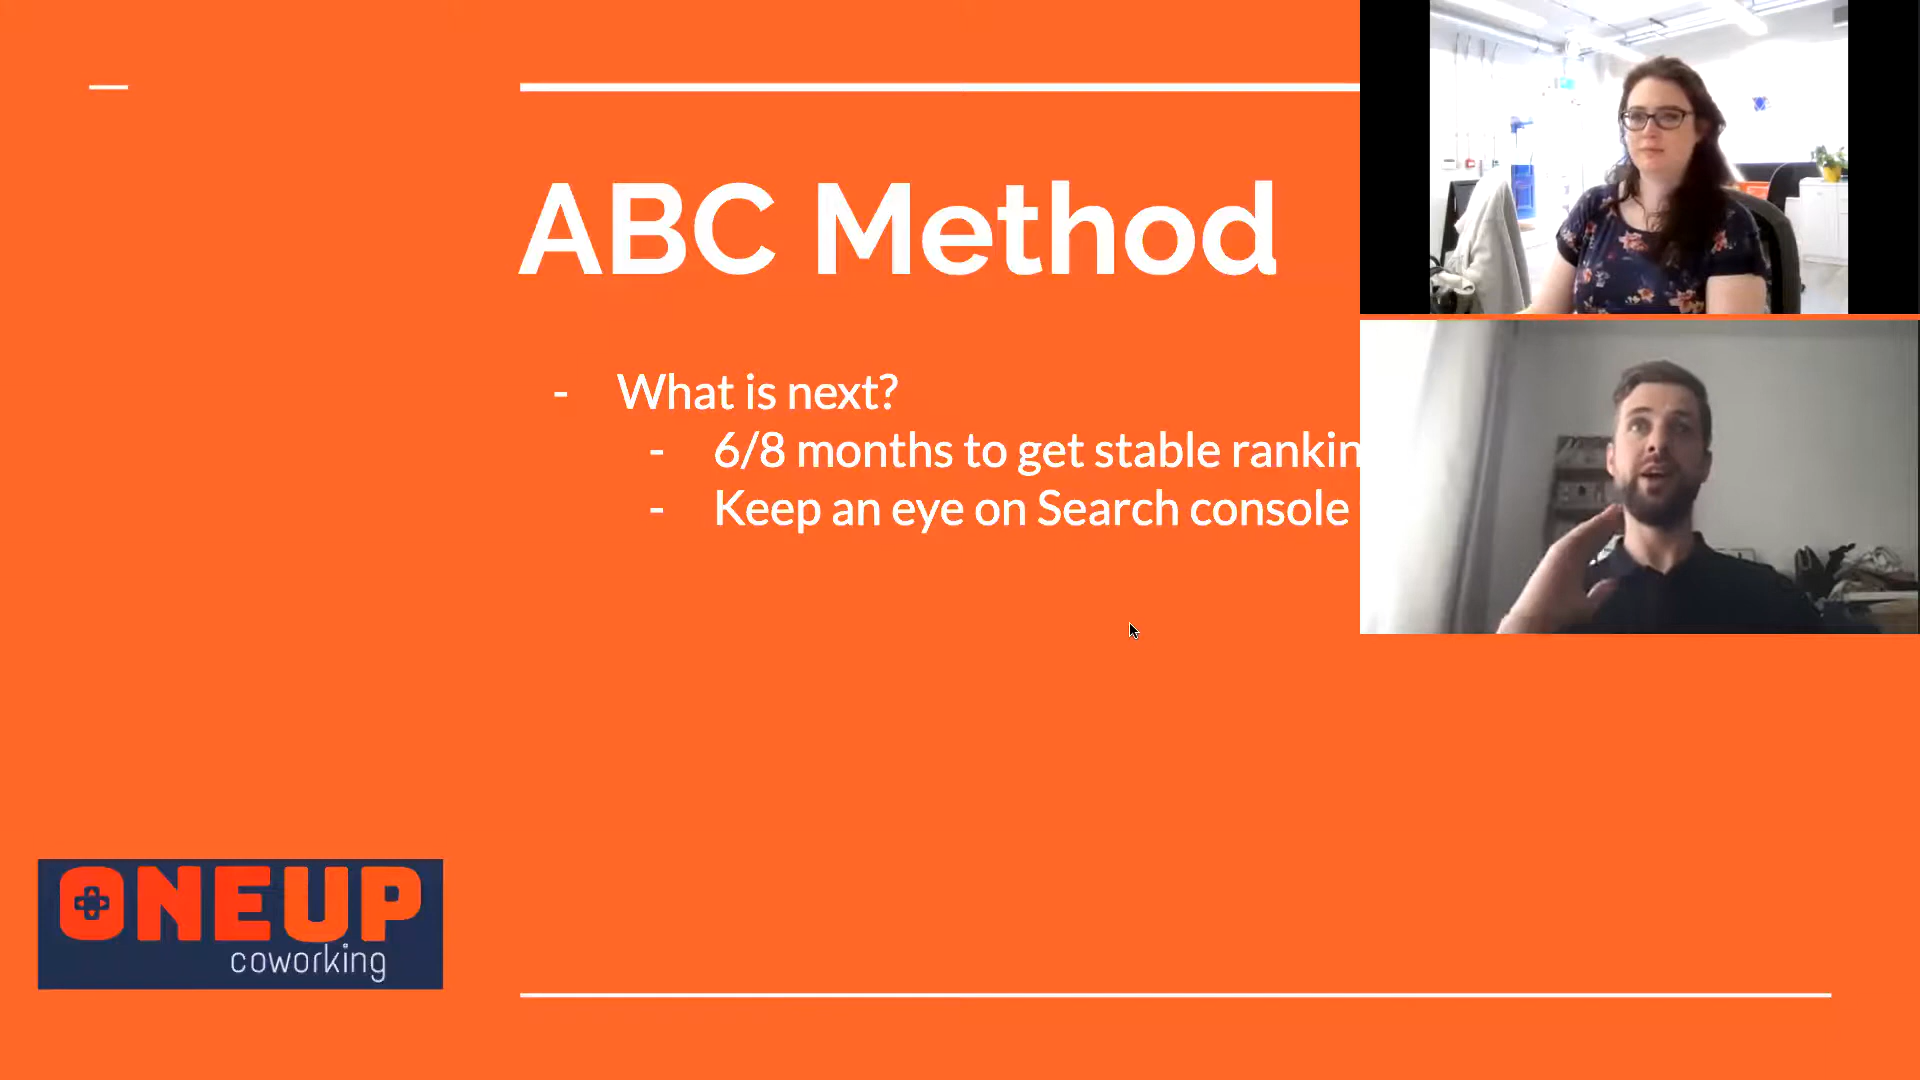 ABC Method
- What is next?
- 6/8 months to get stable
- Keep an eye on Search console
ONEUP
coworking